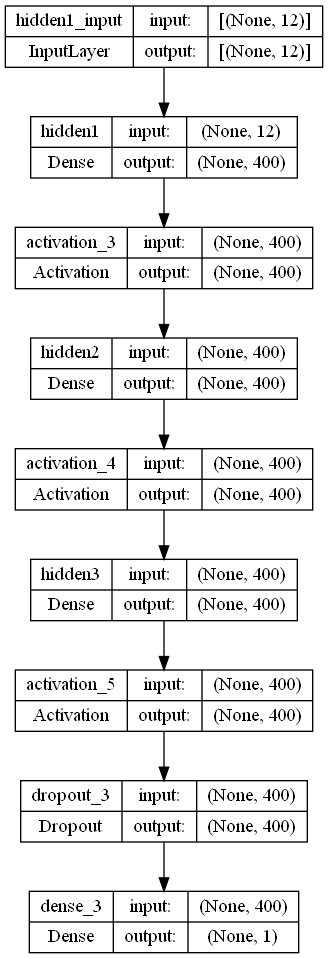 hidden1_input input: [(None, 12)]
InputLayer output: [(None, 12)]
hidden1 input: (None, 12)
Dense output: (None, 400)
activation_3 input: (None, 400)
Activation output: (None, 400)
hidden2 input: (None, 400)
Dense output: (None, 400)
activation_4 input: (None, 400)
Activation output: (None, 400)
hidden3 input: (None, 400)
Dense output: (None, 400)
activation_5 input: (None, 400)
Activation output: (None, 400)
dropout_3 input: (None, 400)
Dropout output: (None, 400)
dense_3 input: (None, 400)
Dense output: (None, 1)